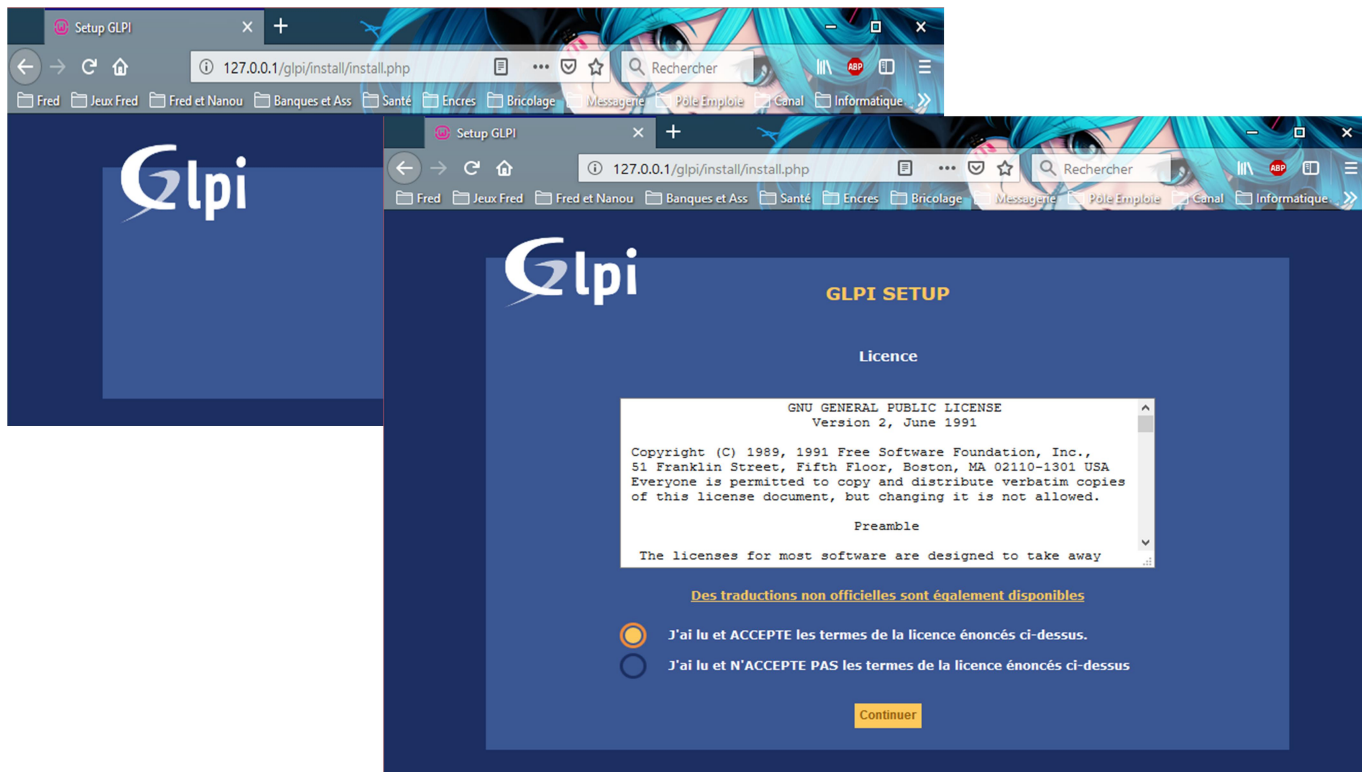 Setup GLPI
127.0.0.1/glpi/install/install.php
Rechercher
ABP
Fred
Jeux Fred
Fred et Nanou
Banques et Ass
Santé
Encres
Bricolage
Messagerie
Pôle Emploie
Canal
Informatique
Glpi
Setup GLPI
127.0.0.1/glpi/install/install.php
Rechercher
ABP
Fred
Jeux Fred
Fred et Nanou
Banques et Ass
Santé
Encres
Bricolage
Messagerie
Pôle Emploie
Canal
Informatique
Glpi
GLPI SETUP
Licence
GNU GENERAL PUBLIC LICENSE
Version 2, June 1991
Copyright (C) 1989, 1991 Free Software Foundation, Inc.,
51 Franklin Street, Fifth Floor, Boston, MA 02110-1301 USA
Everyone is permitted to copy and distribute verbatim copies
of this license document, but changing it is not allowed.
Preamble
The licenses for most software are designed to take away
Des traductions non officielles sont également disponibles
J'ai lu et ACCEPTE les termes de la licence énoncés ci-dessus.
J'ai lu et N'ACCEPTE PAS les termes de la licence énoncés ci-dessus
Continuer